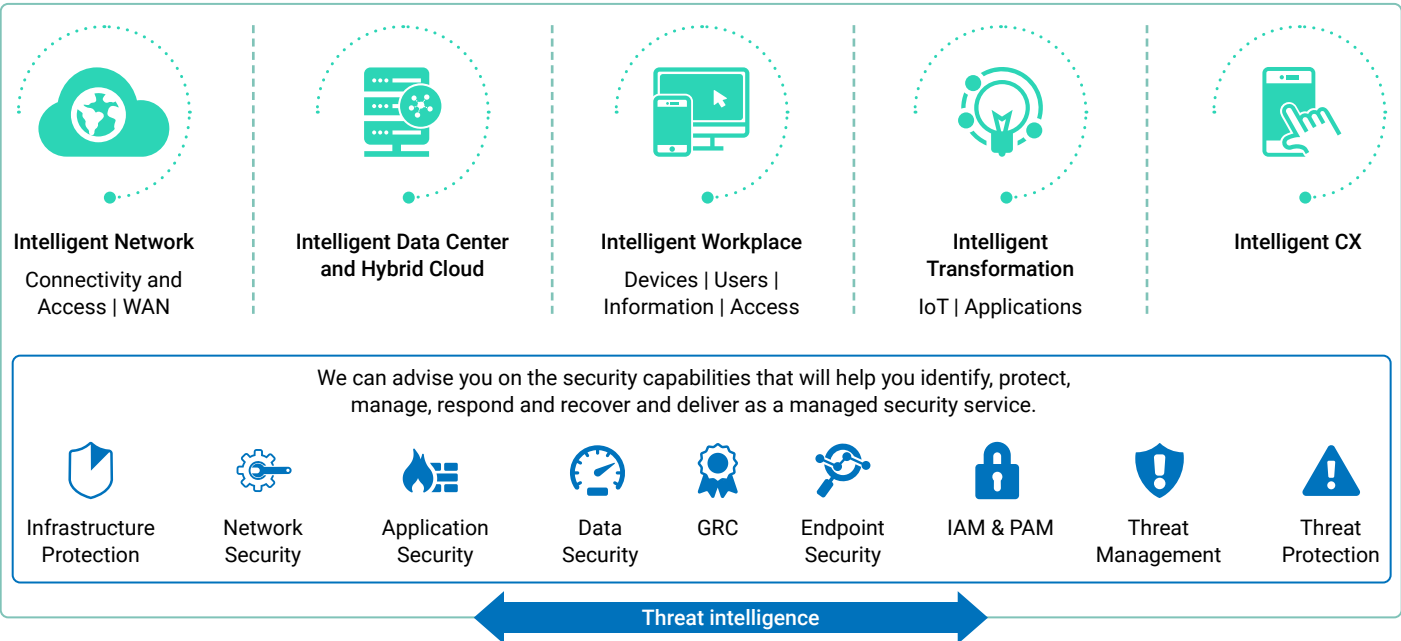 Intelligent Network
Connectivity and
Access | WAN
Intelligent Data Center
and Hybrid Cloud
Intelligent Workplace
Devices | Users |
Information | Access
Intelligent
Transformation
IoT | Applications
Intelligent CX
We can advise you on the security capabilities that will help you identify, protect,
manage, respond and recover and deliver as a managed security service.
Infrastructure
Protection
Network
Security
Application
Security
Data
Security
GRC
Endpoint
Security
IAM & PAM
Threat
Management
Threat
Protection
Threat intelligence